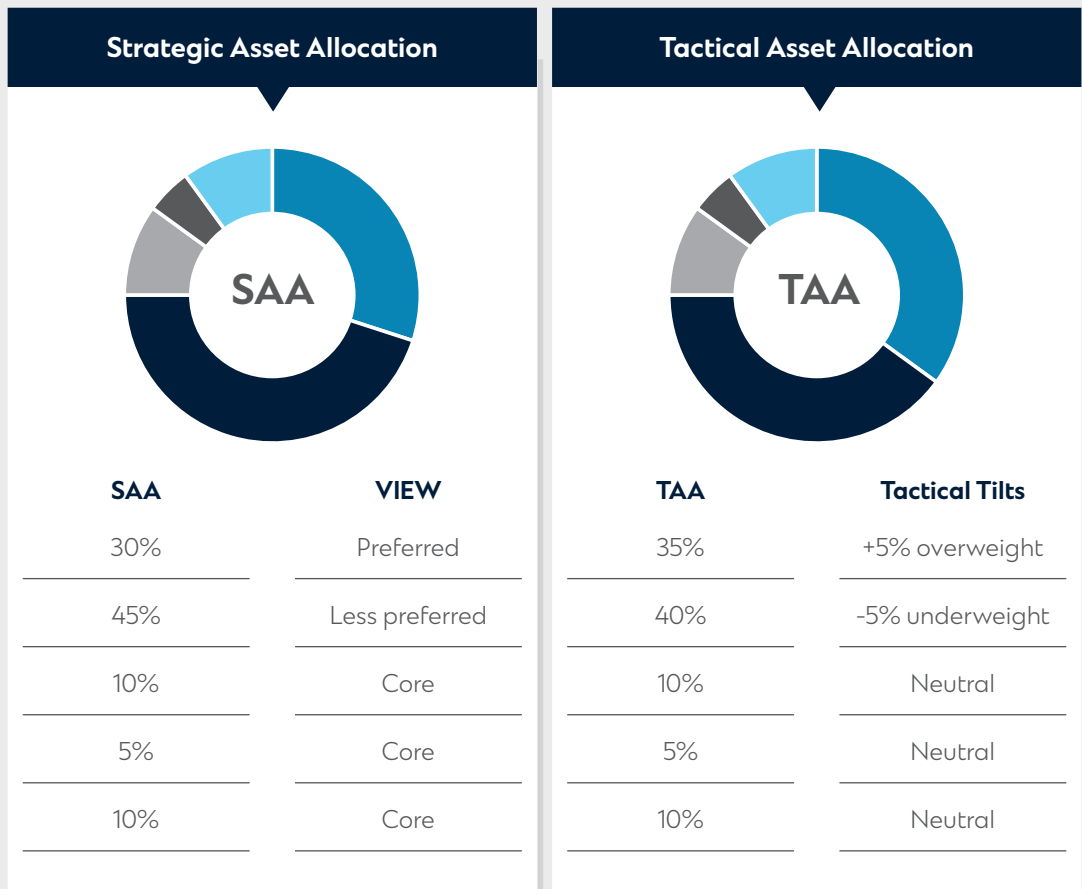 Strategic Asset Allocation
SAA
SAA VIEW
30% Preferred
45% Less preferred
10% Core
5% Core
10% Core
Tactical Asset Allocation
TAA
TAA Tactical Tilts
35% +5% overweight
40% -5% underweight
10% Neutral
5% Neutral
10% Neutral